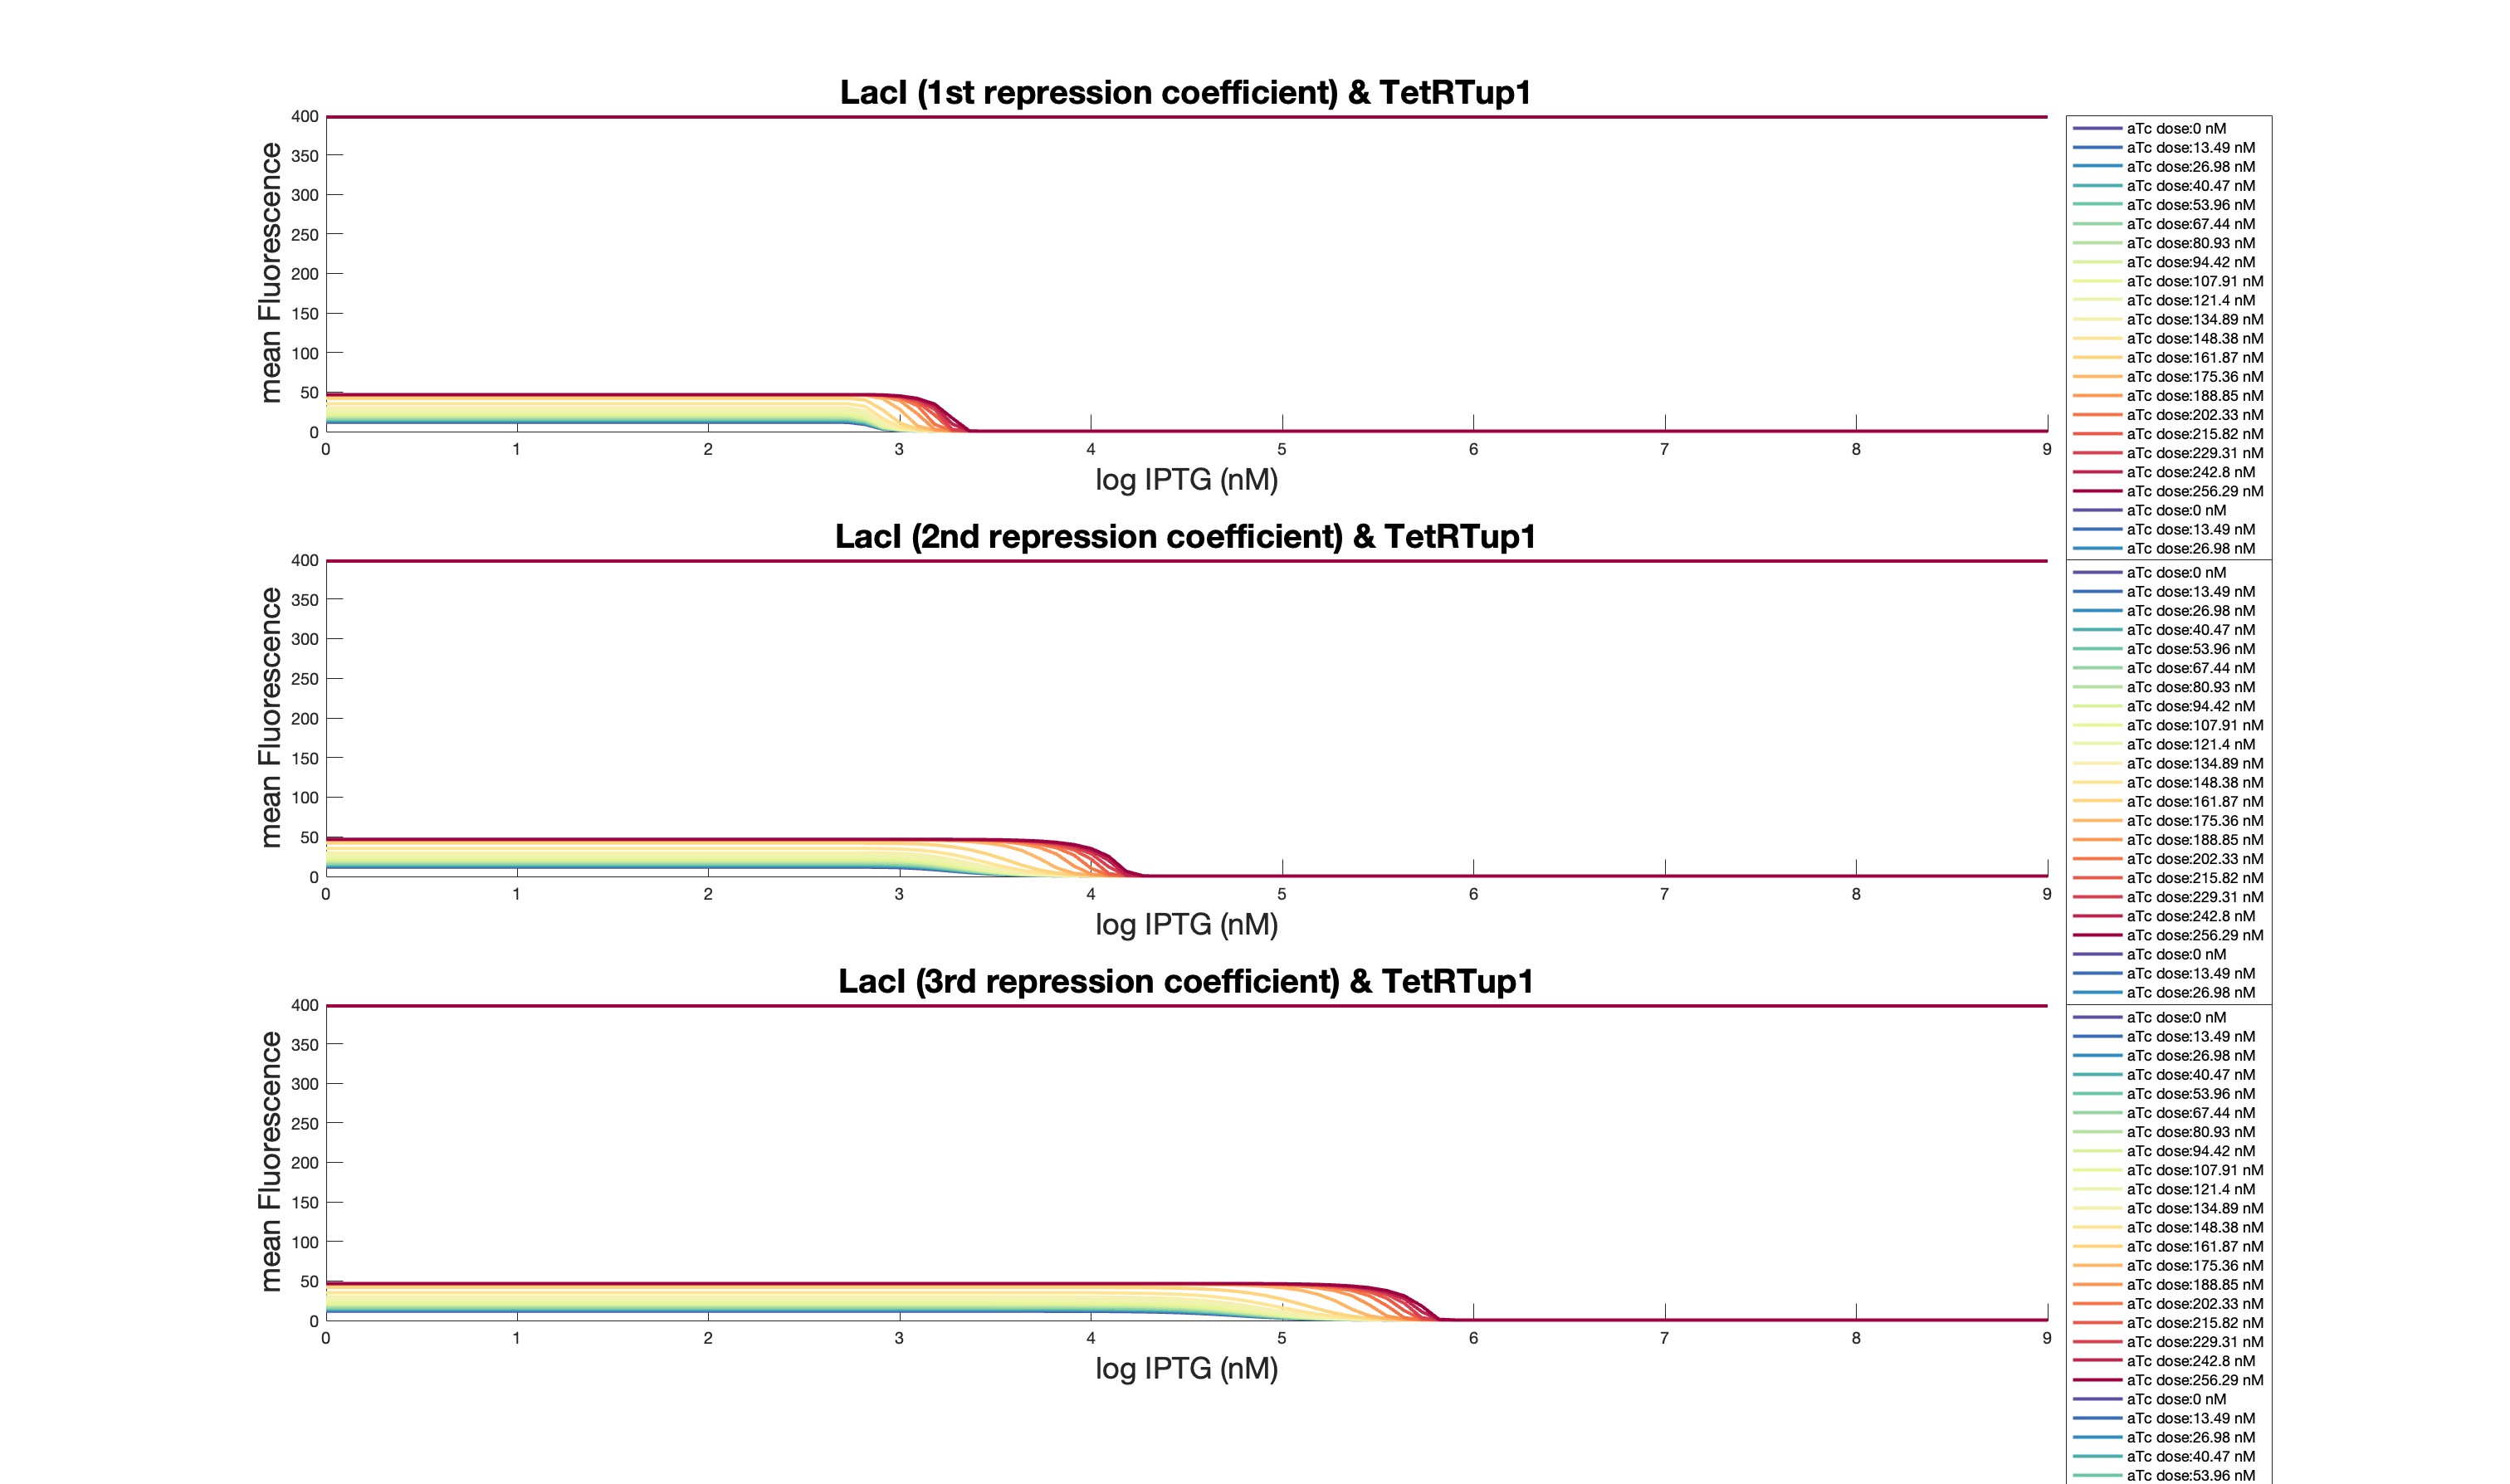 LacI (1st repression coefficient) & TetRTup1
400
350
300
250
200
150
100
50
0
mean Fluorescence
0 1 2 3 4 5 6 7 8 9
log IPTG (nM)
aTc dose:0 nM
aTc dose:13.49 nM
aTc dose:26.98 nM
aTc dose:40.47 nM
aTc dose:53.96 nM
aTc dose:67.44 nM
aTc dose:80.93 nM
aTc dose:94.42 nM
aTc dose:107.91 nM
aTc dose:121.4 nM
aTc dose:134.89 nM
aTc dose:148.38 nM
aTc dose:161.87 nM
aTc dose:175.36 nM
aTc dose:188.85 nM
aTc dose:202.33 nM
aTc dose:215.82 nM
aTc dose:229.31 nM
aTc dose:242.8 nM
aTc dose:256.29 nM
aTc dose:0 nM
aTc dose:13.49 nM
aTc dose:26.98 nM
LacI (2nd repression coefficient) & TetRTup1
400
350
300
250
200
150
100
50
0
mean Fluorescence
0 1 2 3 4 5 6 7 8 9
log IPTG (nM)
aTc dose:0 nM
aTc dose:13.49 nM
aTc dose:26.98 nM
aTc dose:40.47 nM
aTc dose:53.96 nM
aTc dose:67.44 nM
aTc dose:80.93 nM
aTc dose:94.42 nM
aTc dose:107.91 nM
aTc dose:121.4 nM
aTc dose:134.89 nM
aTc dose:148.38 nM
aTc dose:161.87 nM
aTc dose:175.36 nM
aTc dose:188.85 nM
aTc dose:202.33 nM
aTc dose:215.82 nM
aTc dose:229.31 nM
aTc dose:242.8 nM
aTc dose:256.29 nM
aTc dose:0 nM
aTc dose:13.49 nM
aTc dose:26.98 nM
LacI (3rd repression coefficient) & TetRTup1
400
350
300
250
200
150
100
50
0
mean Fluorescence
0 1 2 3 4 5 6 7 8 9
log IPTG (nM)
aTc dose:0 nM
aTc dose:13.49 nM
aTc dose:26.98 nM
aTc dose:40.47 nM
aTc dose:53.96 nM
aTc dose:67.44 nM
aTc dose:80.93 nM
aTc dose:94.42 nM
aTc dose:107.91 nM
aTc dose:121.4 nM
aTc dose:134.89 nM
aTc dose:148.38 nM
aTc dose:161.87 nM
aTc dose:175.36 nM
aTc dose:188.85 nM
aTc dose:202.33 nM
aTc dose:215.82 nM
aTc dose:229.31 nM
aTc dose:242.8 nM
aTc dose:256.29 nM
aTc dose:0 nM
aTc dose:13.49 nM
aTc dose:26.98 nM
aTc dose:40.47 nM
aTc dose:53.96 nM